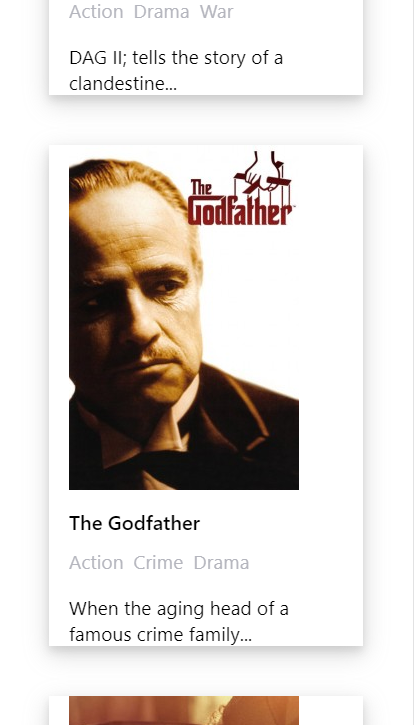 Action Drama War
DAG II; tells the story of a
clandestine...
The
Godfather
The Godfather
Action Crime Drama
When the aging head of a
famous crime family...